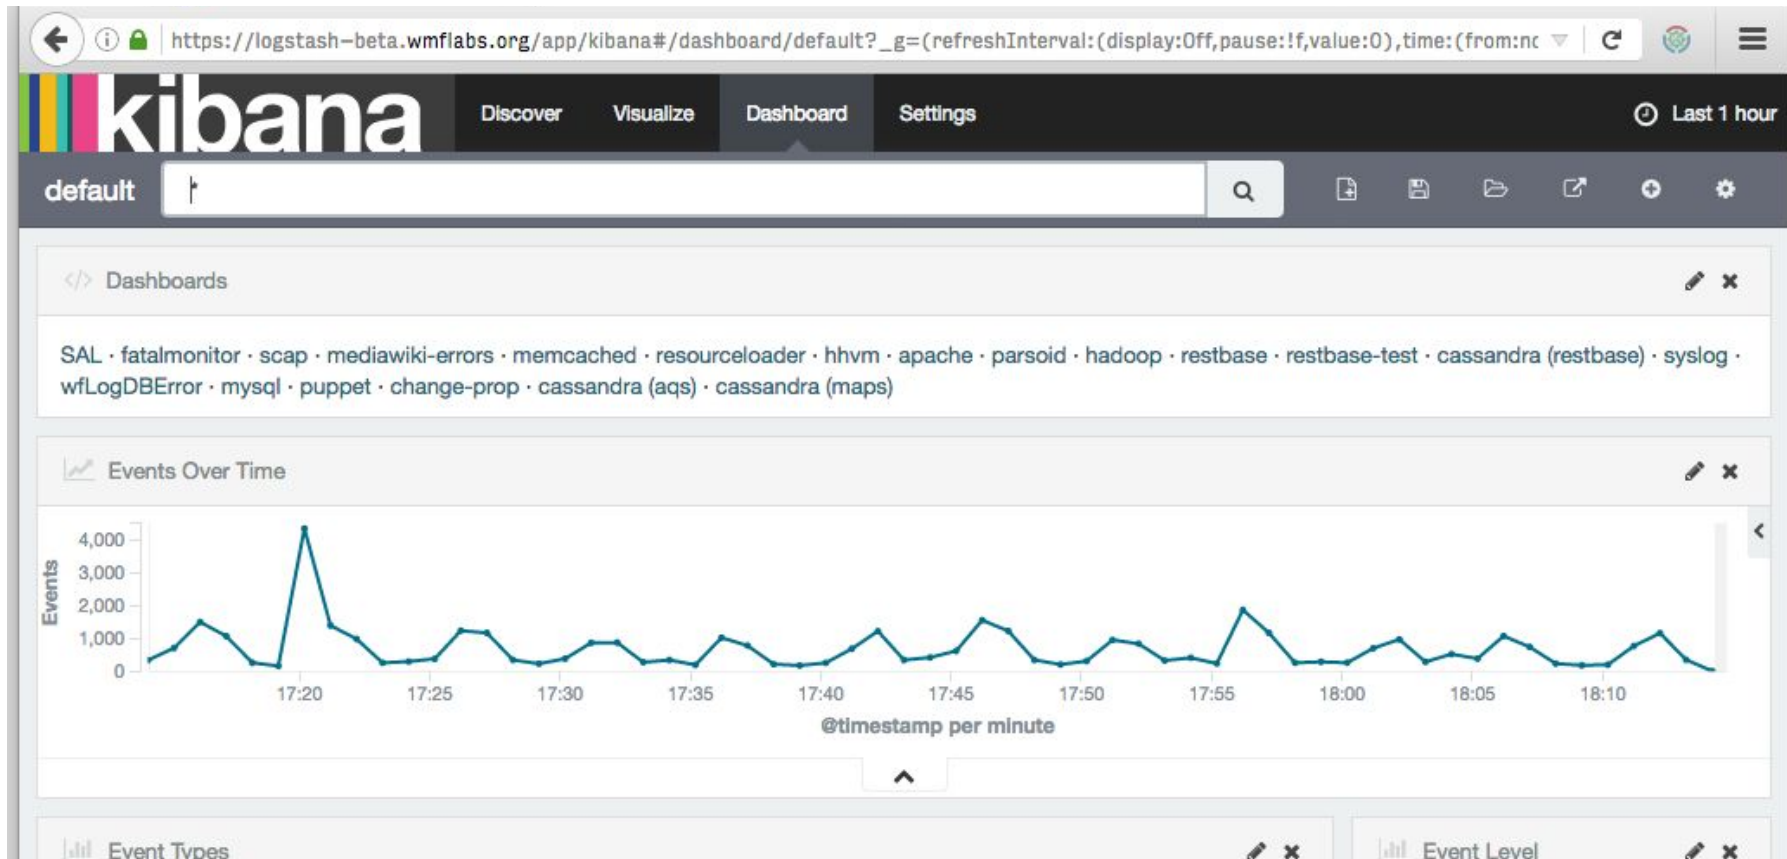 https://logstash-beta.wmflabs.org/app/kibana#/dashboard/default?_g=(refreshInterval:(display:Off,pause:!f,value:0),time:(from:nc
kibana Discover Visualize Dashboard Settings Last 1 hour
default *
</> Dashboards
SAL · fatalmonitor · scap · mediawiki-errors · memcached · resourceloader · hhvm · apache · parsoid · hadoop · restbase · restbase-test · cassandra (restbase) · syslog ·
wfLogDBError · mysql · puppet · change-prop · cassandra (aqs) · cassandra (maps)
Events Over Time
4,000
3,000
2,000
1,000
0
Events
17:20 17:25 17:30 17:35 17:40 17:45 17:50 17:55 18:00 18:05 18:10
@timestamp per minute
Event Types
Event Level